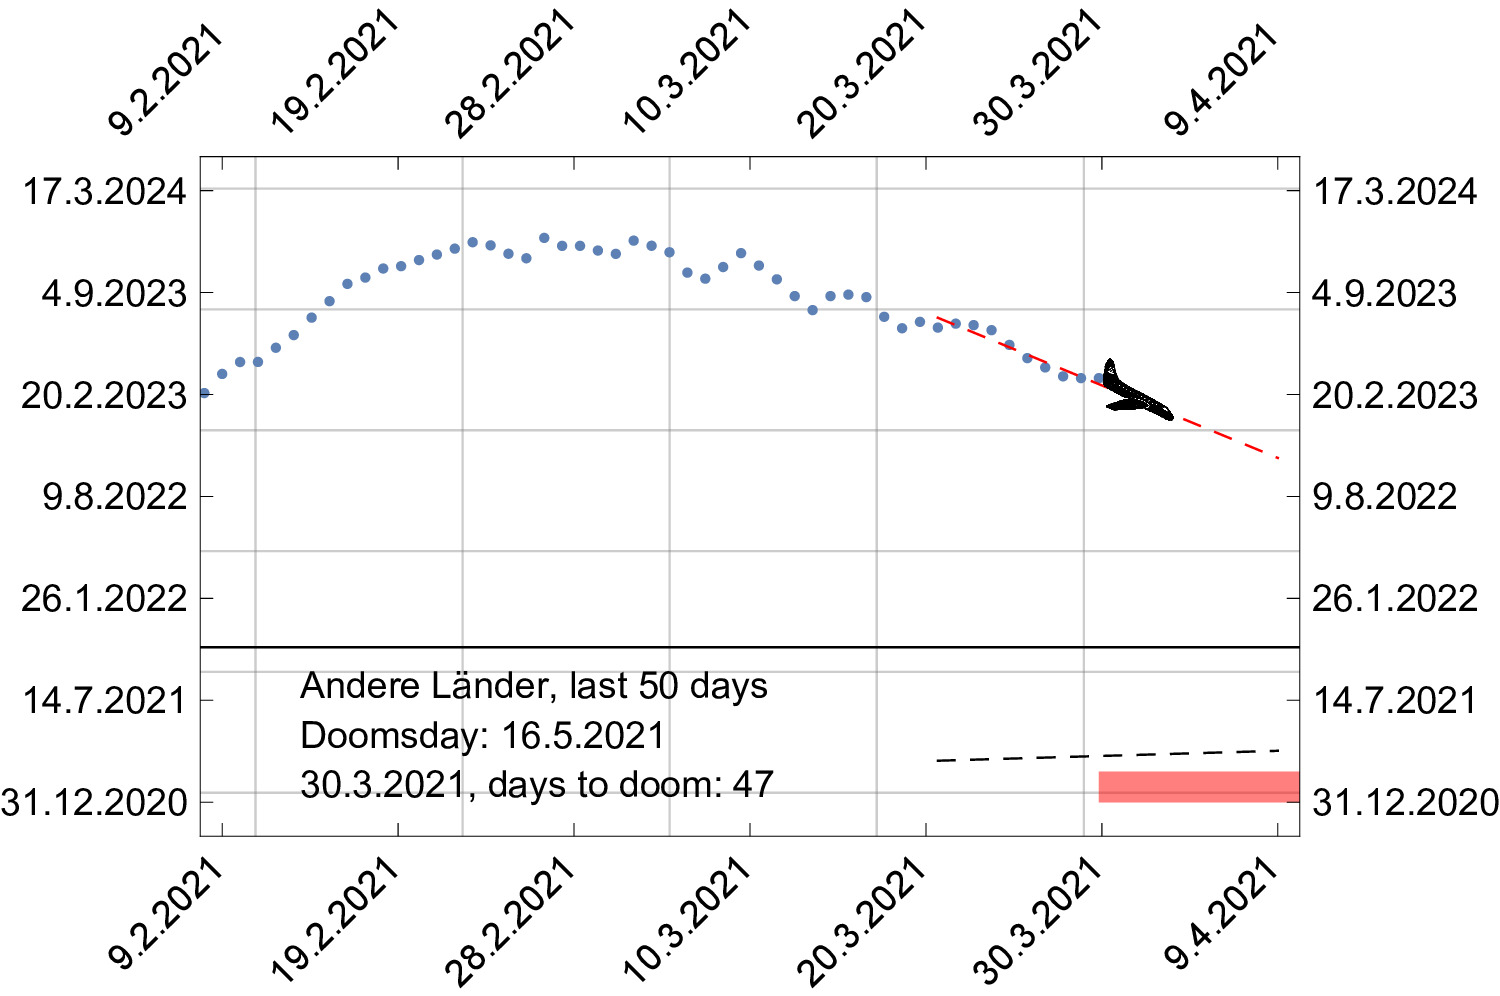 9.2.2021 19.2.2021 28.2.2021 10.3.2021 20.3.2021 30.3.2021 9.4.2021
17.3.2024 17.3.2024
4.9.2023 4.9.2023
20.2.2023 20.2.2023
9.8.2022 9.8.2022
26.1.2022 26.1.2022
Andere Länder, last 50 days
14.7.2021 14.7.2021
Doomsday: 16.5.2021
30.3.2021, days to doom: 47
31.12.2020 31.12.2020
9.2.2021 19.2.2021 28.2.2021 10.3.2021 20.3.2021 30.3.2021 9.4.2021